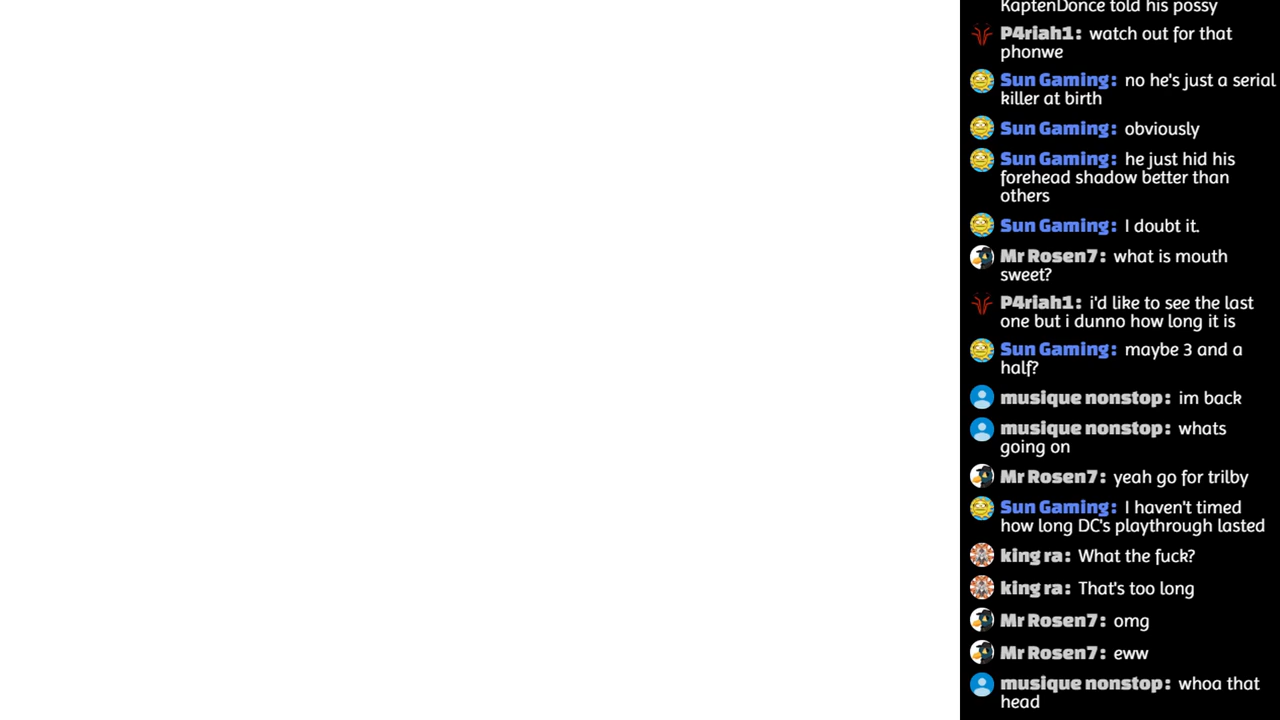 KaptenDonce told his possy
P4riah1: watch out for that
phonwe
Sun Gaming: no he's just a serial
killer at birth
Sun Gaming: obviously
Sun Gaming: he just hid his
forehead shadow better than
others
Sun Gaming: I doubt it.
Mr Rosen7: what is mouth
sweet?
P4riah1: i'd like to see the last
one but i dunno how long it is
Sun Gaming: maybe 3 and a
half?
musique nonstop: im back
musique nonstop: whats
going on
Mr Rosen7: yeah go for trilby
Sun Gaming: I haven't timed
how long DC's playthrough lasted
king ra: What the fuck?
king ra: That's too long
Mr Rosen7: omg
Mr Rosen7: eww
musique nonstop: whoa that
head